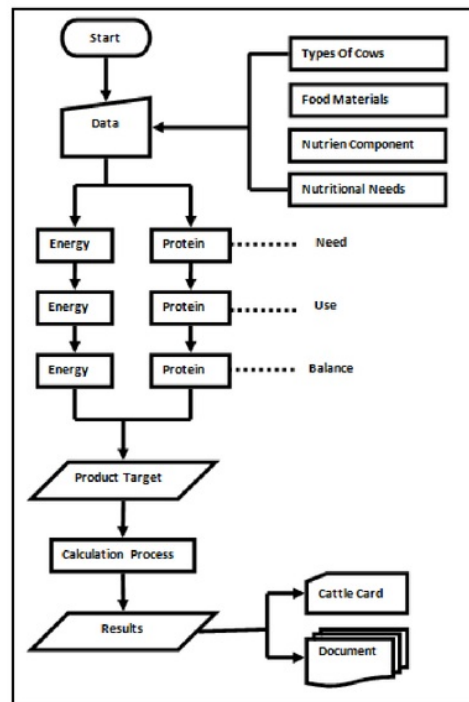 Start
Types Of Cows
Food Materials
Data
Nutrien Component
Nutritional Needs
Energy
Protein
Need
Energy
Protein
Use
Energy
Protein
Balance
Product Target
Calculation Process
Cattle Card
Results
Document